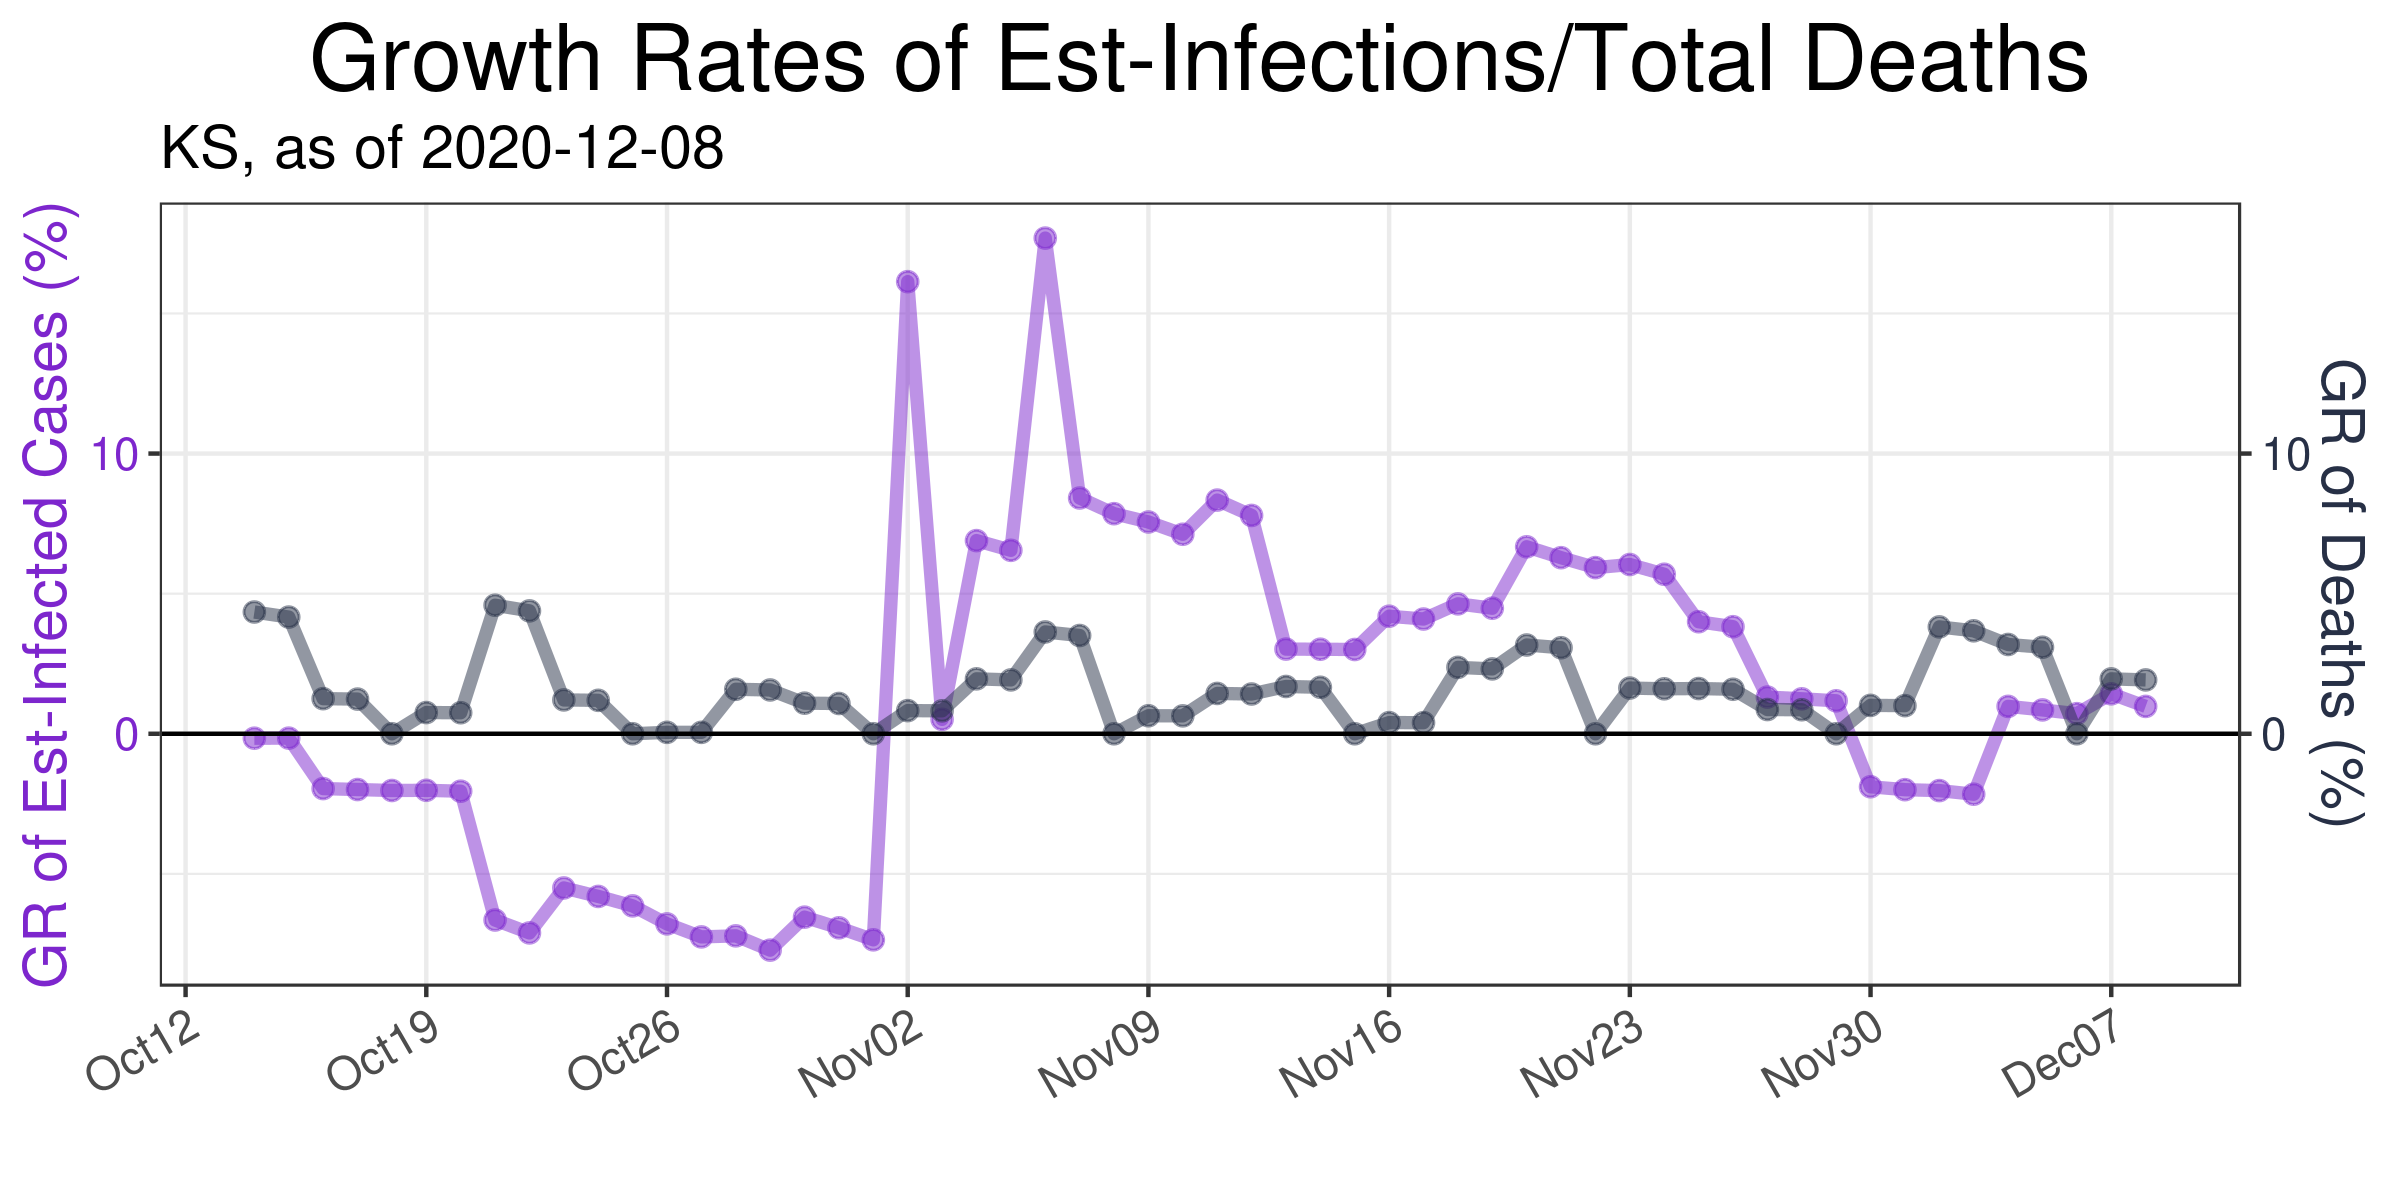 Growth Rates of Est-Infections/Total Deaths
KS, as of 2020-12-08
GR of Est-Infected Cases (%)
10
0
10
0
GR of Deaths (%)
Oct12
Oct19
Oct26
Nov02
Nov09
Nov16
Nov23
Nov30
Dec07